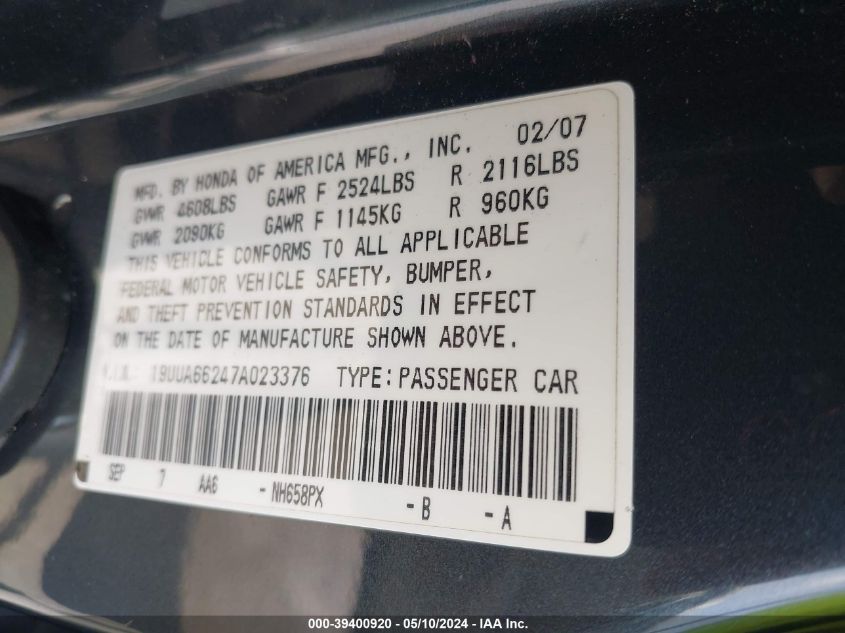 02/07
MFD. BY HONDA OF AMERICA MFG., INC.
GVWR 4608LBS GAWR F 2524LBS R 2116LBS
GVWR 2090KG GAWR F 1145KG R 960KG
THIS VEHICLE CONFORMS TO ALL APPLICABLE
FEDERAL MOTOR VEHICLE SAFETY, BUMPER,
AND THEFT PREVENTION STANDARDS IN EFFECT
ON THE DATE OF MANUFACTURE SHOWN ABOVE.
V.I.N.: 19UUA66247A023376 TYPE:PASSENGER CAR
SEP 7 AA6 -NH658PX -B -A
000-39400920 - 05/10/2024 - IAA Inc.